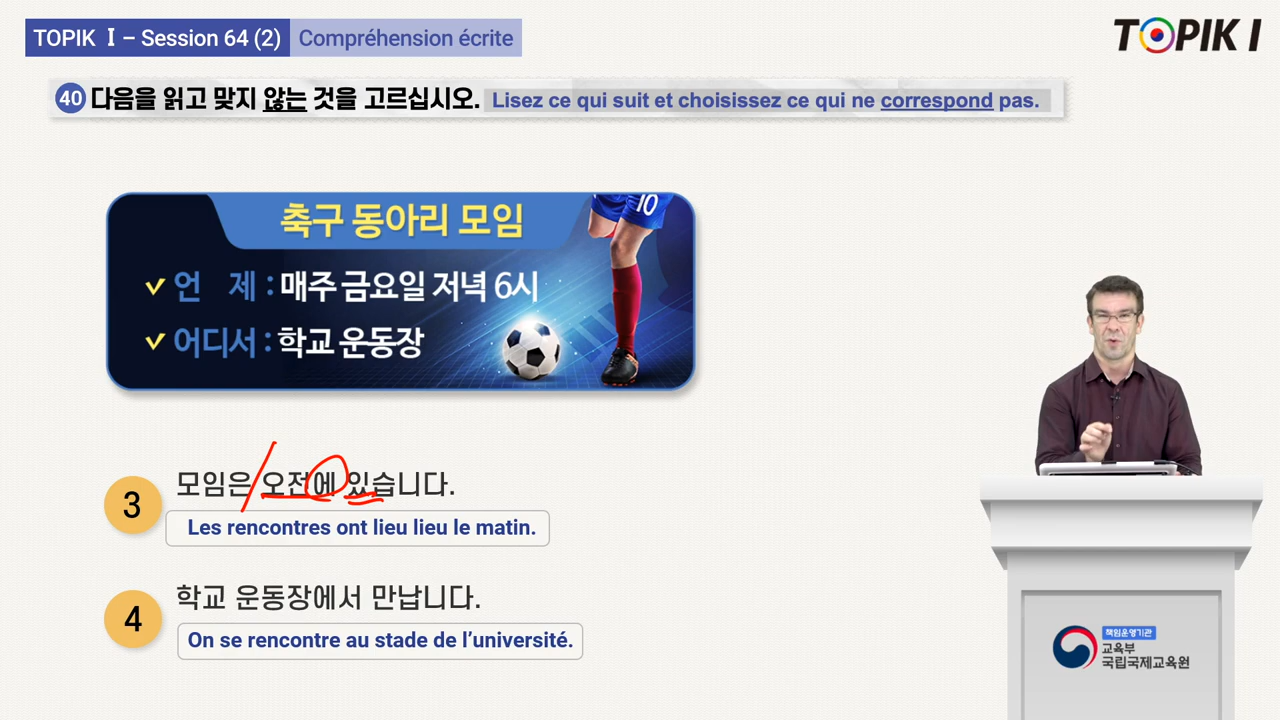 TOPIK Ⅰ – Session 64 (2) Compréhension écrite
TOPIK I
40 다음을 읽고 맞지 않는 것을 고르십시오. Lisez ce qui suit et choisissez ce qui ne correspond pas.
축구 동아리 모임
10
언 제 : 매주 금요일 저녁 6시
어디서 : 학교 운동장
3 모임은 오전에 있습니다.
Les rencontres ont lieu lieu le matin.
4 학교 운동장에서 만납니다.
On se rencontre au stade de l’université.
책임운영기관
교육부
국립국제교육원